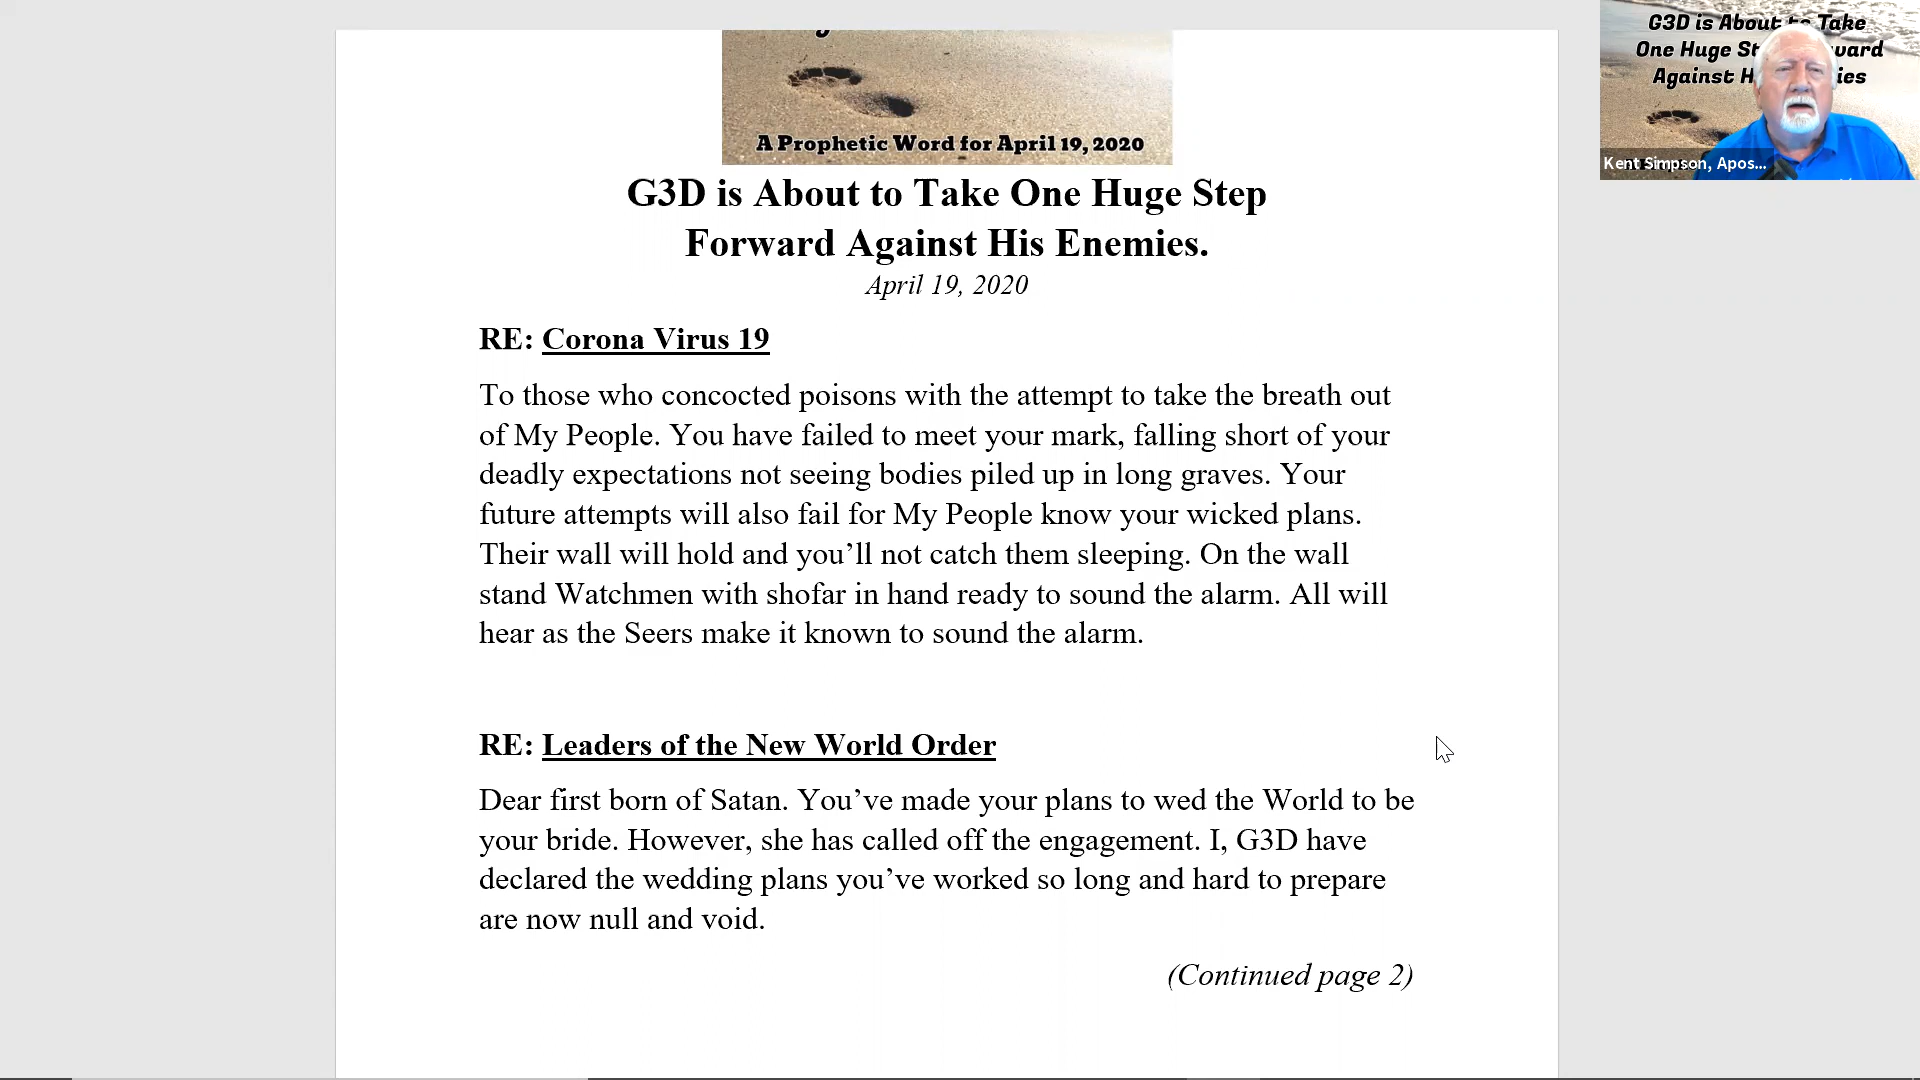 A Prophetic Word for April 19, 2020
G3D is About to Take One Huge Step
Forward Against His Enemies.
April 19, 2020
RE: Corona Virus 19
To those who concocted poisons with the attempt to take the breath out
of My People. You have failed to meet your mark, falling short of your
deadly expectations not seeing bodies piled up in long graves. Your
future attempts will also fail for My People know your wicked plans.
Their wall will hold and you’ll not catch them sleeping. On the wall
stand Watchmen with shofar in hand ready to sound the alarm. All will
hear as the Seers make it known to sound the alarm.
RE: Leaders of the New World Order
Dear first born of Satan. You’ve made your plans to wed the World to be
your bride. However, she has called off the engagement. I, G3D have
declared the wedding plans you’ve worked so long and hard to prepare
are now null and void.
(Continued page 2)
G3D is About to Take
One Huge St ward
Against H ies
Kent Simpson, Apos...